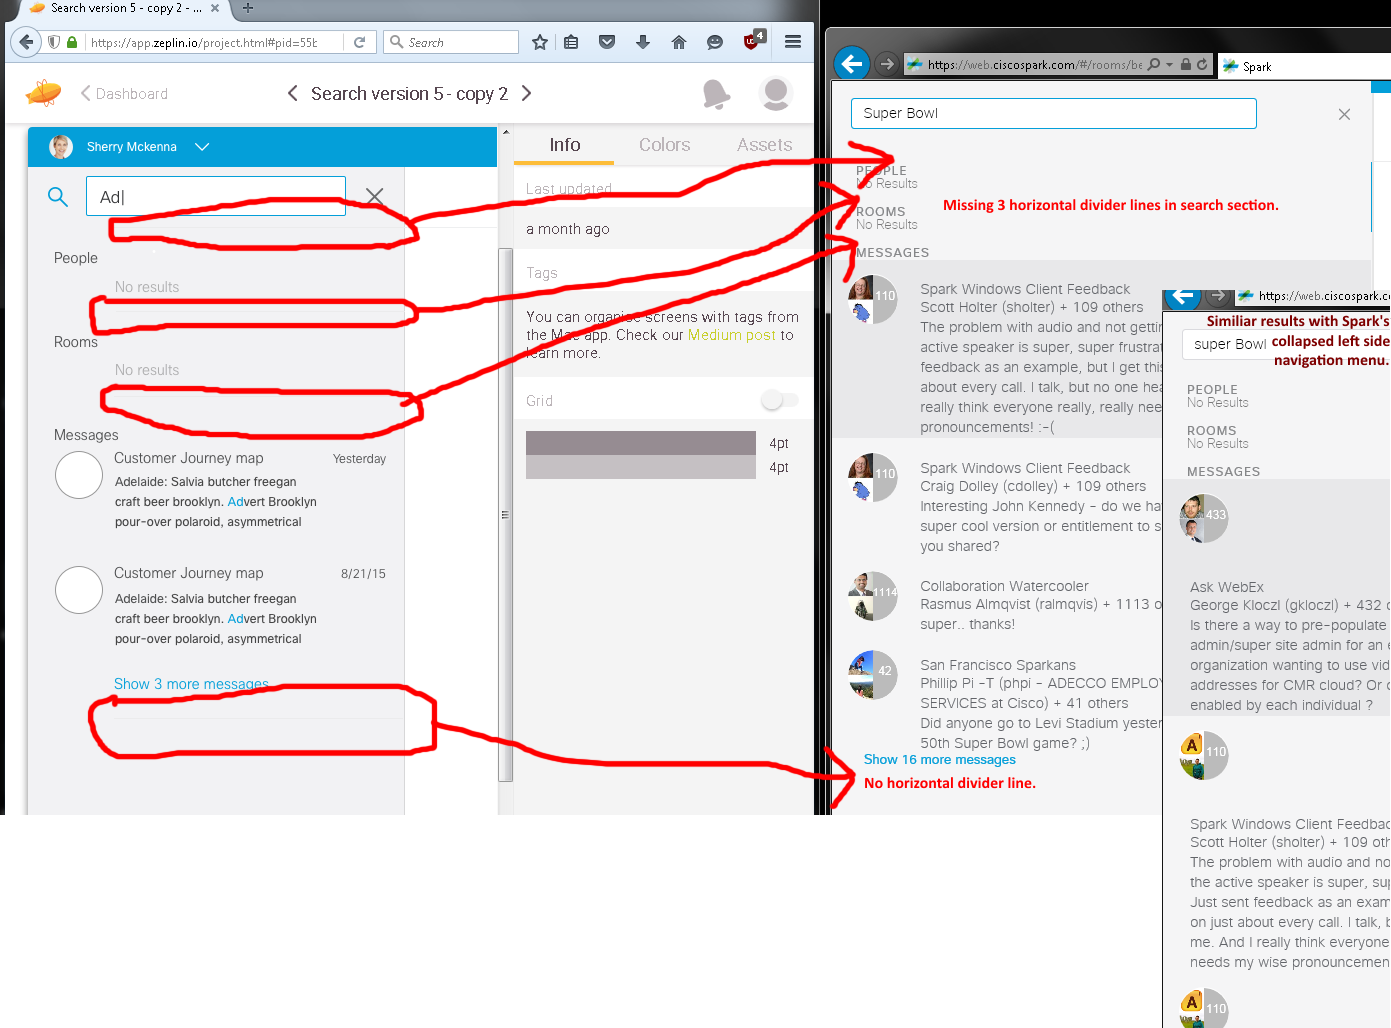 Search version 5 - copy 2 - ...
https://app.zeplin.io/project.html#pid=55b
Search
4
Dashboard
Search version 5 - copy 2
Sherry Mckenna
Ad
People
No results
Rooms
No results
Messages
Customer Journey map
Yesterday
Adelaide: Salvia butcher freegan
craft beer brooklyn. Advert Brooklyn
pour-over polaroid, asymmetrical
Customer Journey map
8/21/15
Adelaide: Salvia butcher freegan
craft beer brooklyn. Advert Brooklyn
pour-over polaroid, asymmetrical
Show 3 more messages
Info
Colors
Assets
Last updated
a month ago
Tags
You can organise screens with tags from
the Mac app. Check our Medium post to
learn more.
Grid
4pt
4pt
https://web.ciscospark.com/#/rooms/be
Spark
Super Bowl
PEOPLE
No Results
ROOMS
No Results
Missing 3 horizontal divider lines in search section.
MESSAGES
110
Spark Windows Client Feedback
Scott Holter (sholter) + 109 others
The problem with audio and not gettin
active speaker is super, super frustrat
feedback as an example, but I get this
about every call. I talk, but no one hea
really think everyone really, really nee
pronouncements! :-(
110
Spark Windows Client Feedback
Craig Dolley (cdolley) + 109 others
Interesting John Kennedy - do we ha
super cool version or entitlement to s
you shared?
1114
Collaboration Watercooler
Rasmus Almqvist (ralmqvis) + 1113 o
super.. thanks!
42
San Francisco Sparkans
Phillip Pi -T (phpi - ADECCO EMPLOY
SERVICES at Cisco) + 41 others
Did anyone go to Levi Stadium yester
50th Super Bowl game? ;)
Show 16 more messages
No horizontal divider line.
https://web.ciscospark.co
Similiar results with Spark's
collapsed left side
navigation menu.
super Bowl
PEOPLE
No Results
ROOMS
No Results
MESSAGES
433
Ask WebEx
George Kloczl (gkloczl) + 432
Is there a way to pre-populate
admin/super site admin for an
organization wanting to use vid
addresses for CMR cloud? Or
enabled by each individual ?
110
Spark Windows Client Feedbac
Scott Holter (sholter) + 109 oth
The problem with audio and no
the active speaker is super, sup
Just sent feedback as an exam
on just about every call. I talk, b
me. And I really think everyone
needs my wise pronouncemen
110